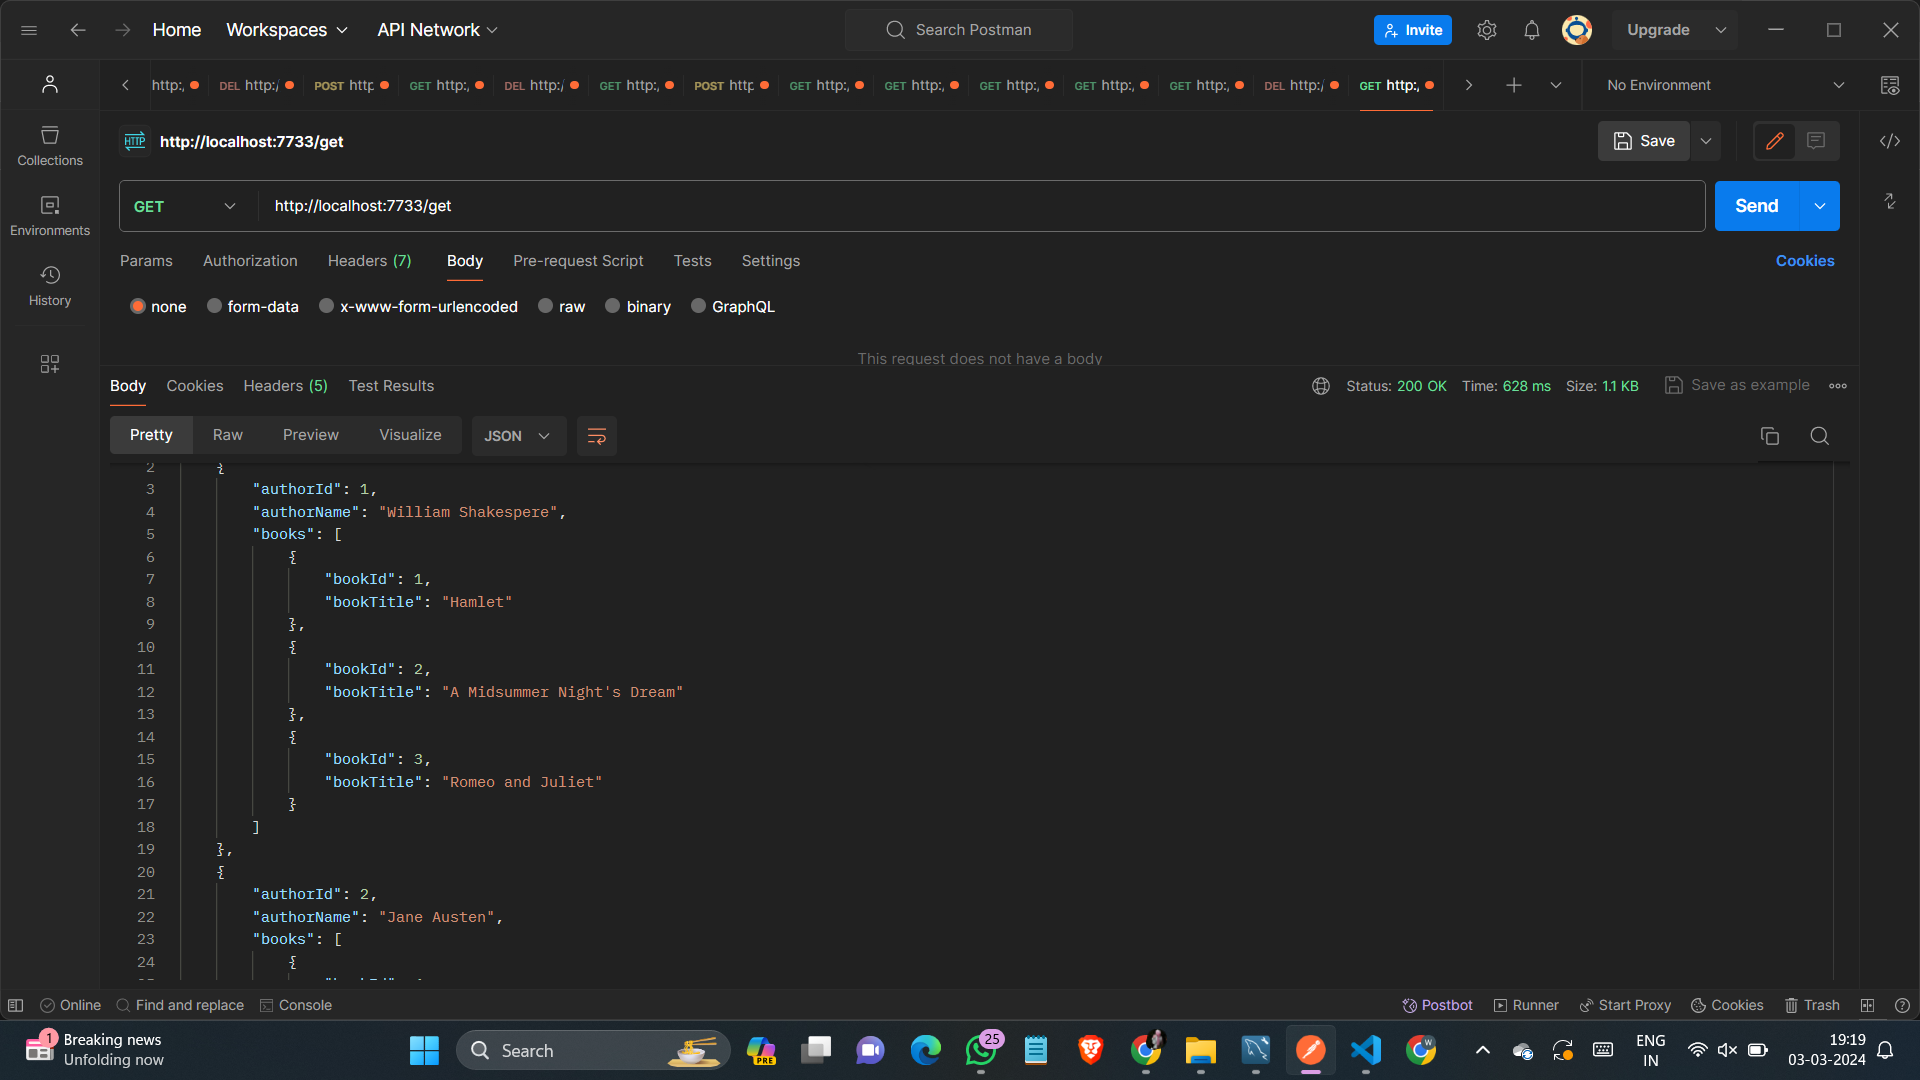 Home Workspaces API Network Search Postman Invite Upgrade
http:, DEL http:/ POST http GET http:, DEL http:/ GET http:, POST http GET http:, GET http:, GET http:, GET http:, GET http:, DEL http:/ GET http:, No Environment
HTTP http://localhost:7733/get Save
Collections
GET http://localhost:7733/get Send
Environments
Params Authorization Headers (7) Body Pre-request Script Tests Settings Cookies
History
none form-data x-www-form-urlencoded raw binary GraphQL
This request does not have a body
Body Cookies Headers (5) Test Results Status: 200 OK Time: 628 ms Size: 1.1 KB Save as example
Pretty Raw Preview Visualize JSON
2 {
3 "authorId": 1,
4 "authorName": "William Shakespere",
5 "books": [
6 {
7 "bookId": 1,
8 "bookTitle": "Hamlet"
9 },
10 {
11 "bookId": 2,
12 "bookTitle": "A Midsummer Night's Dream"
13 },
14 {
15 "bookId": 3,
16 "bookTitle": "Romeo and Juliet"
17 }
18 ]
19 },
20 {
21 "authorId": 2,
22 "authorName": "Jane Austen",
23 "books": [
24 {
Online Find and replace Console Postbot Runner Start Proxy Cookies Trash
1 Breaking news
Unfolding now
Search
PRE
25
W
ENG
IN
19:19
03-03-2024